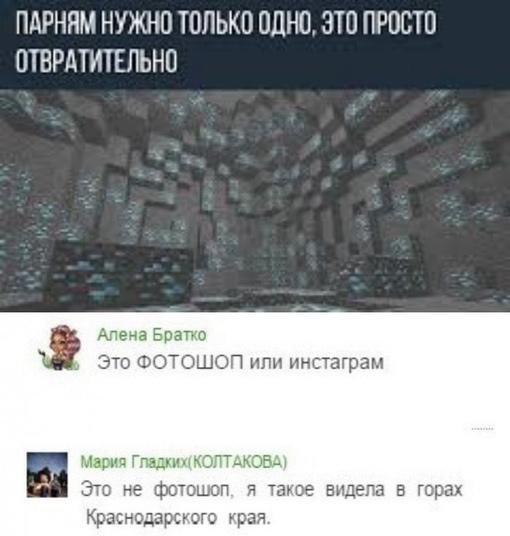 ПАРНЯМ НУЖНО ТОЛЬКО ОДНО, ЭТО ПРОСТО
ОТВРАТИТЕЛЬНО
Алена Братко
Это ФОТОШОП или инстаграм
Мария Гладких(КОЛТАКОВА)
Это не фотошоп, я такое видела в горах
Краснодарского края.